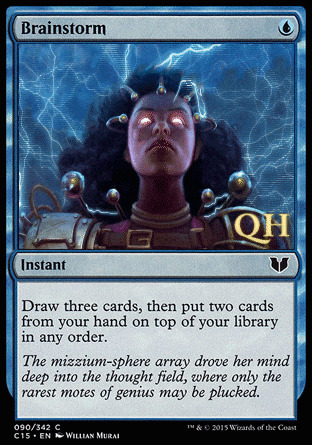 Brainstorm
QH
Instant
Draw three cards, then put two cards
from your hand on top of your library
in any order.
The mizzium-sphere array drove her mind
deep into the thought field, where only the
rarest motes of genius may be plucked.
090/342 C
C15 • EN Willian Murai
™ & © 2015 Wizards of the Coast